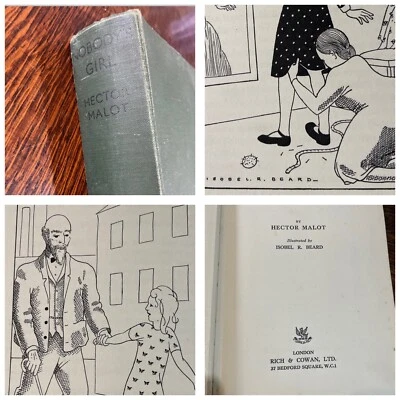 NOBODY'S
GIRL
HECTOR
MALOT
ISOBEL R. BEARD
BY
HECTOR MALOT
Illustrated by
ISOBEL R. BEARD
LONDON
RICH & COWAN, LTD.
37 BEDFORD SQUARE, W.C.1